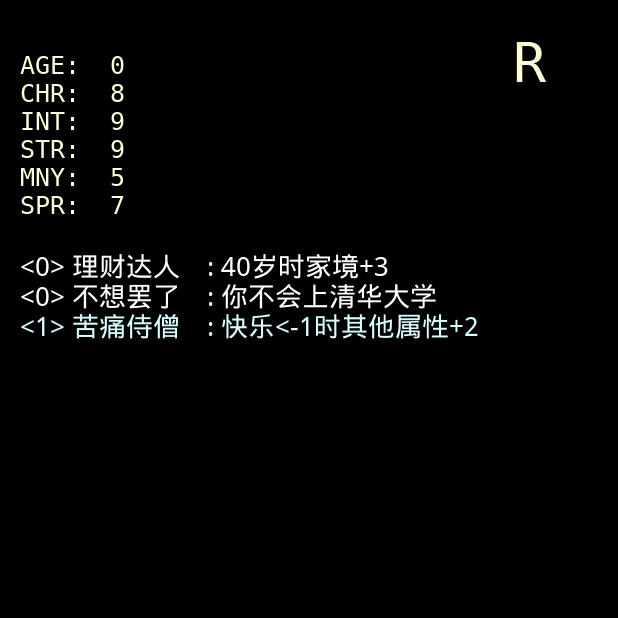 R
AGE: 0
CHR: 8
INT: 9
STR: 9
MNY: 5
SPR: 7
<0> 理财达人 : 40岁时家境+3
<0> 不想罢了 : 你不会上清华大学
<1> 苦痛侍僧 : 快乐<-1时其他属性+2